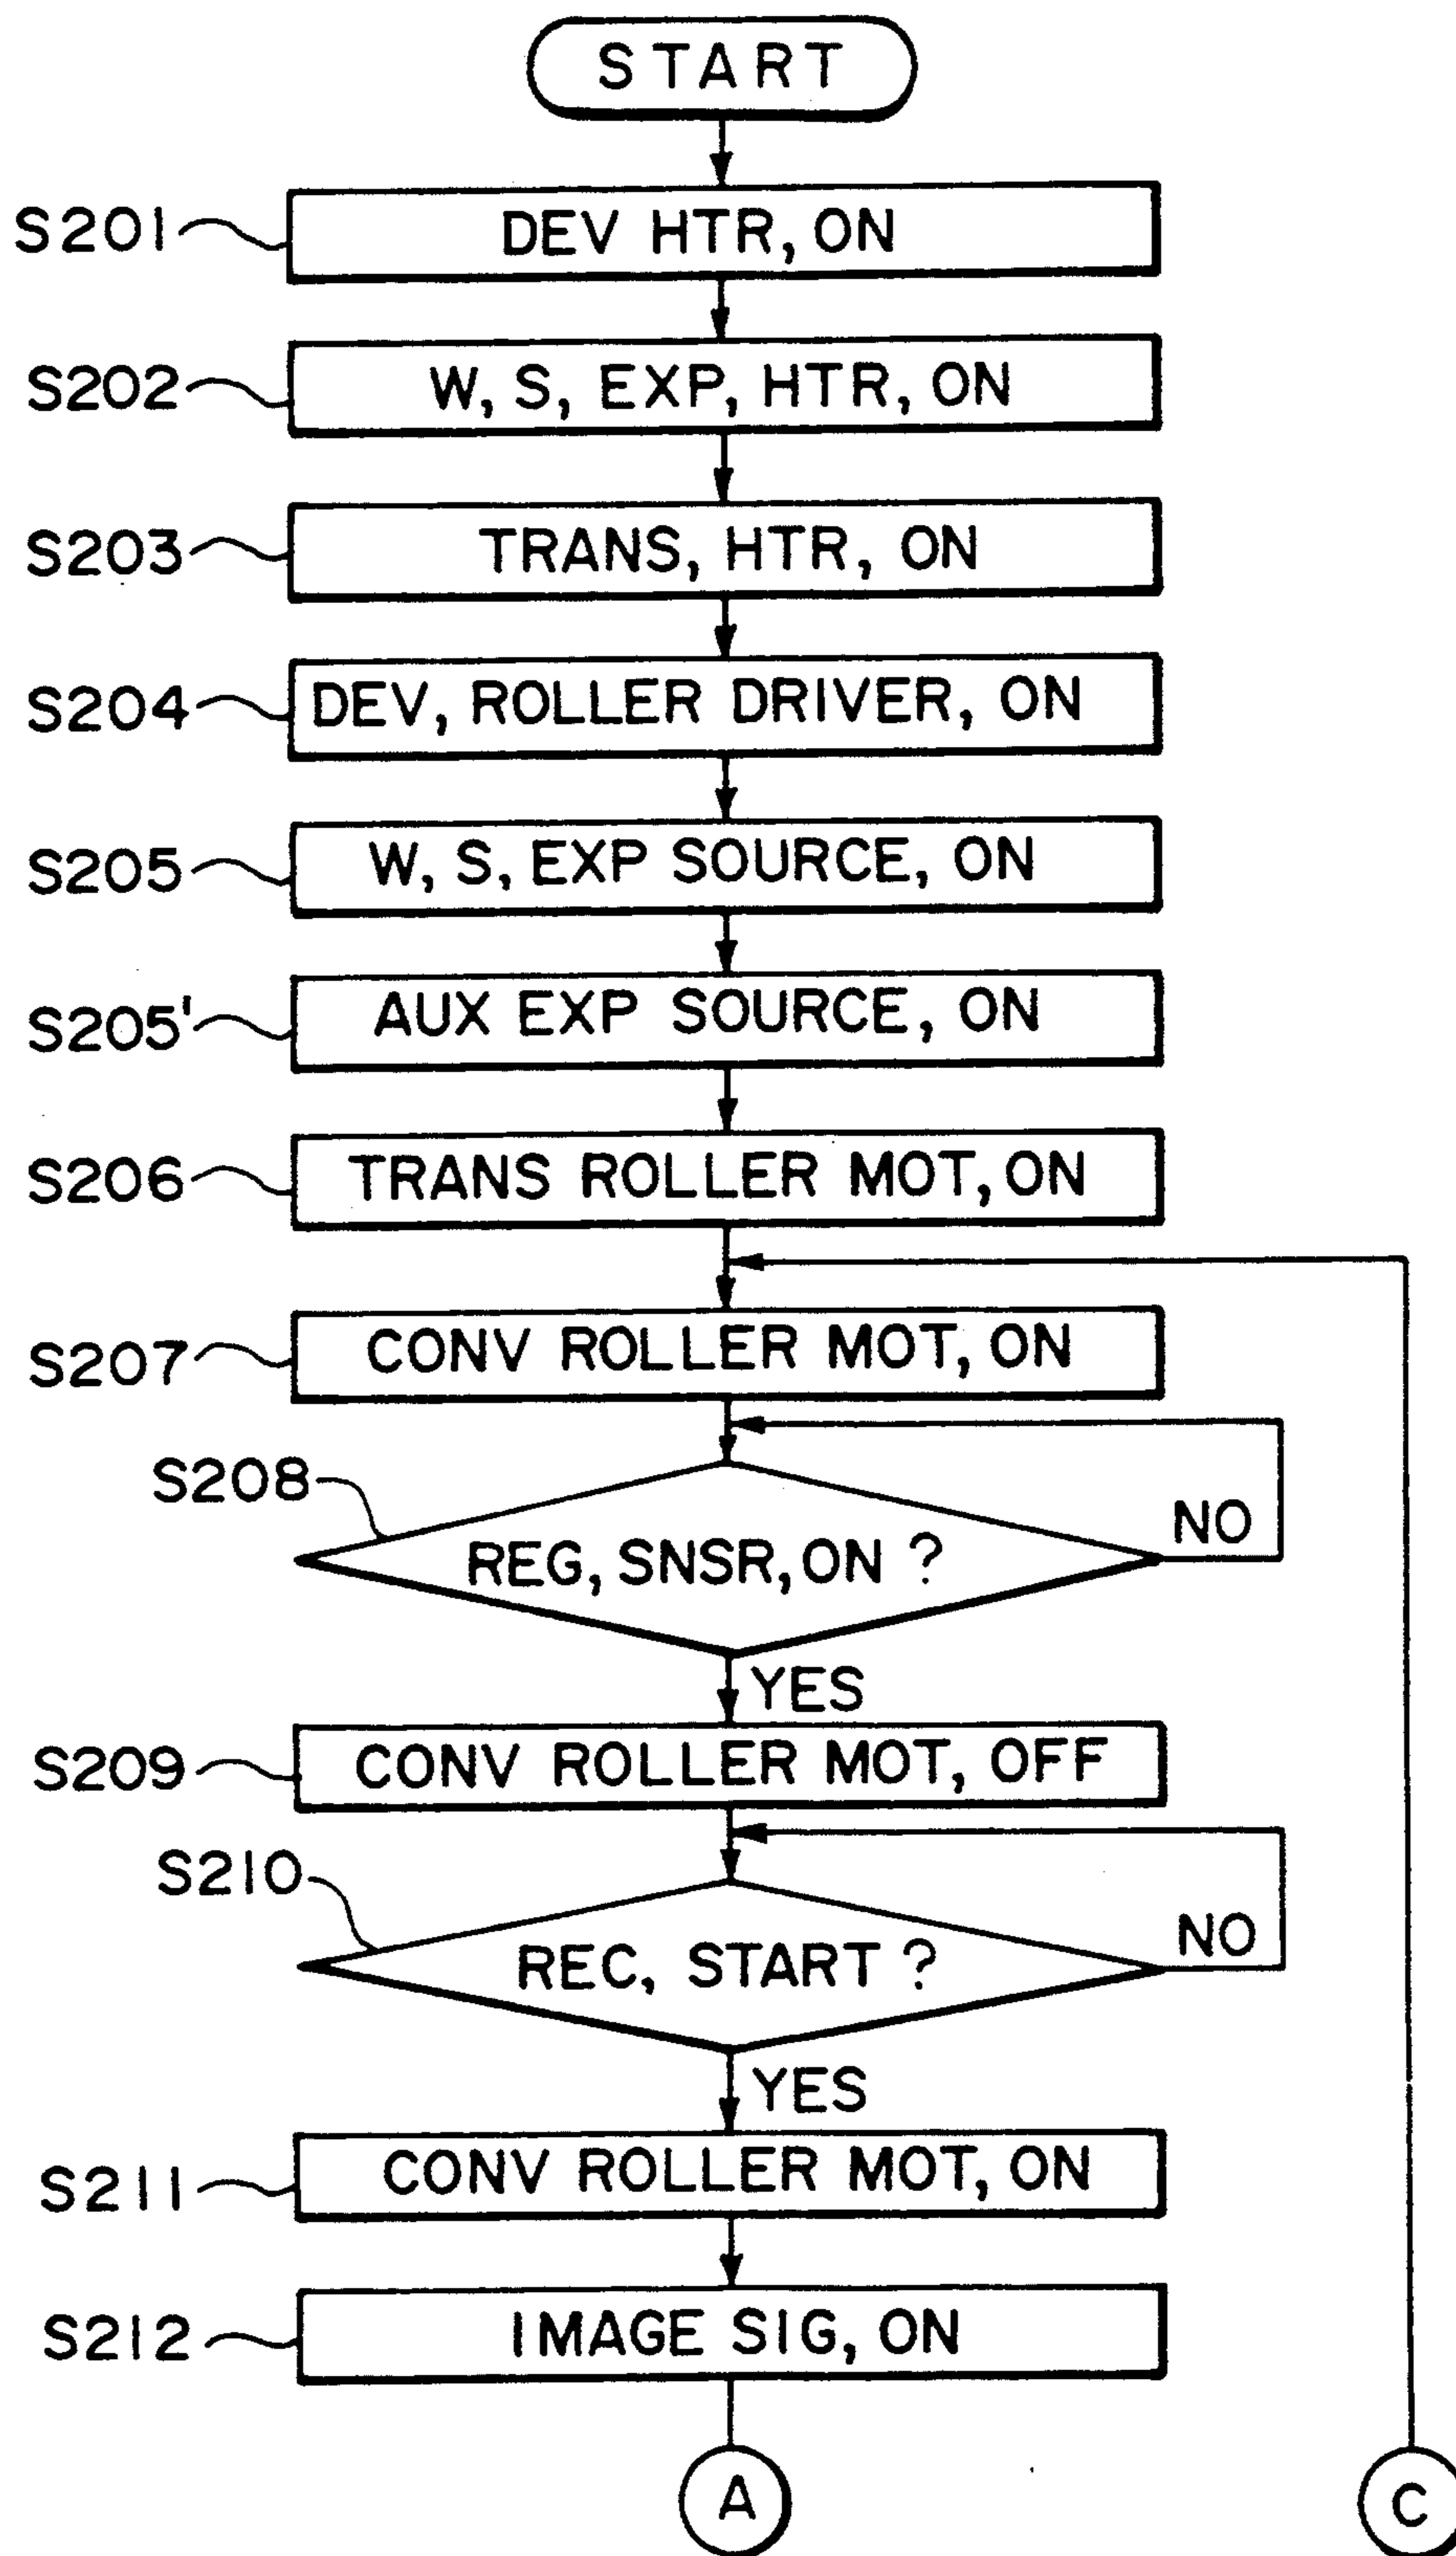 START
S201 DEV HTR, ON
S202 W, S, EXP, HTR, ON
S203 TRANS, HTR, ON
S204 DEV, ROLLER DRIVER, ON
S205 W, S, EXP SOURCE, ON
S205' AUX EXP SOURCE, ON
S206 TRANS ROLLER MOT, ON
S207 CONV ROLLER MOT, ON
S208 REG, SNSR, ON ? NO
YES
S209 CONV ROLLER MOT, OFF
S210 REC, START ? NO
YES
S211 CONV ROLLER MOT, ON
S212 IMAGE SIG, ON
A C